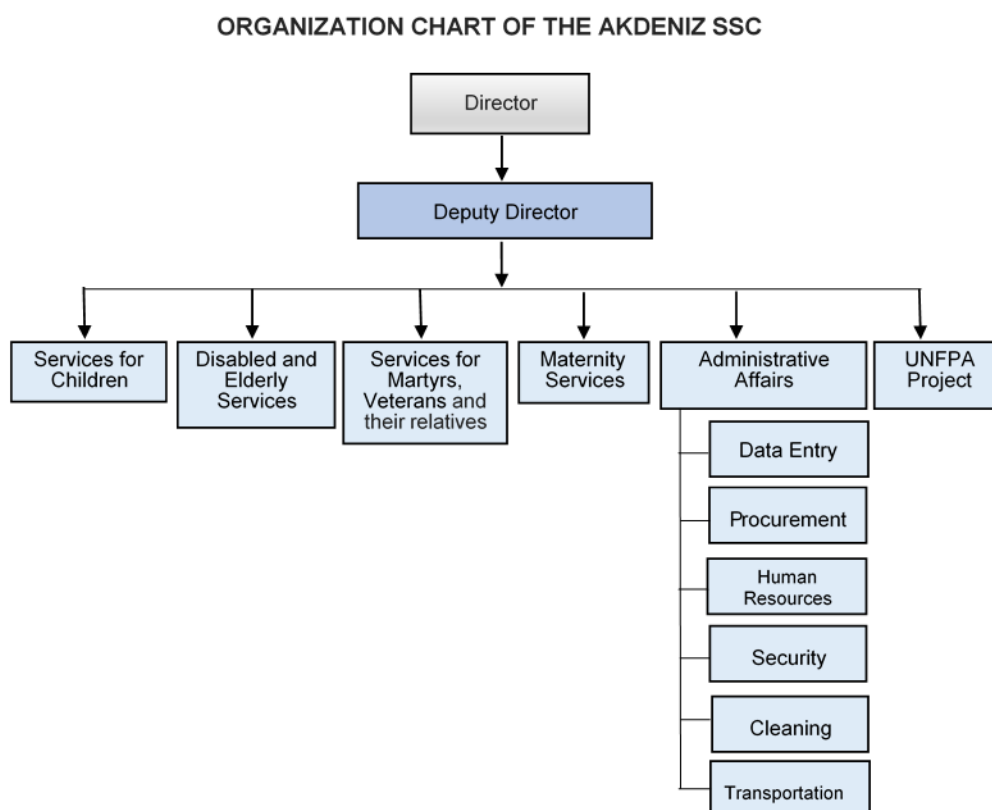 ORGANIZATION CHART OF THE AKDENIZ SSC
Director
Deputy Director
Services for
Children
Disabled and
Elderly
Services
Services for
Martyrs,
Veterans and
their relatives
Maternity
Services
Administrative
Affairs
UNFPA
Project
Data Entry
Procurement
Human
Resources
Security
Cleaning
Transportation